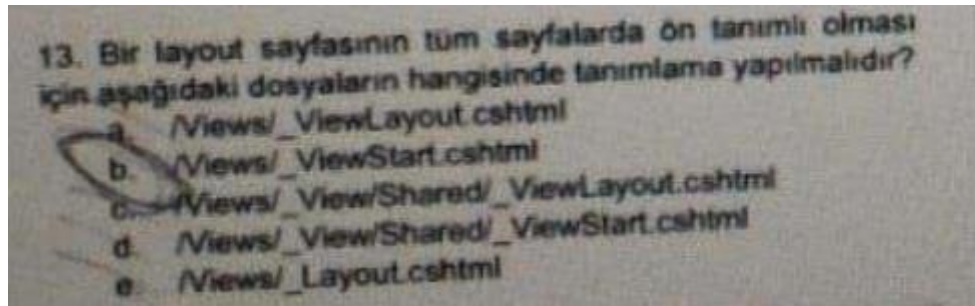 13. Bir layout sayfasının tüm sayfalarda ön tanımlı olması
için aşağıdaki dosyaların hangisinde tanımlama yapılmalıdır?
a. /Views/_ViewLayout.cshtml
b. /Views/_ViewStart.cshtml
c. /Views/_View/Shared/_ViewLayout.cshtml
d. /Views/_View/Shared/_ViewStart.cshtml
e. /Views/_Layout.cshtml